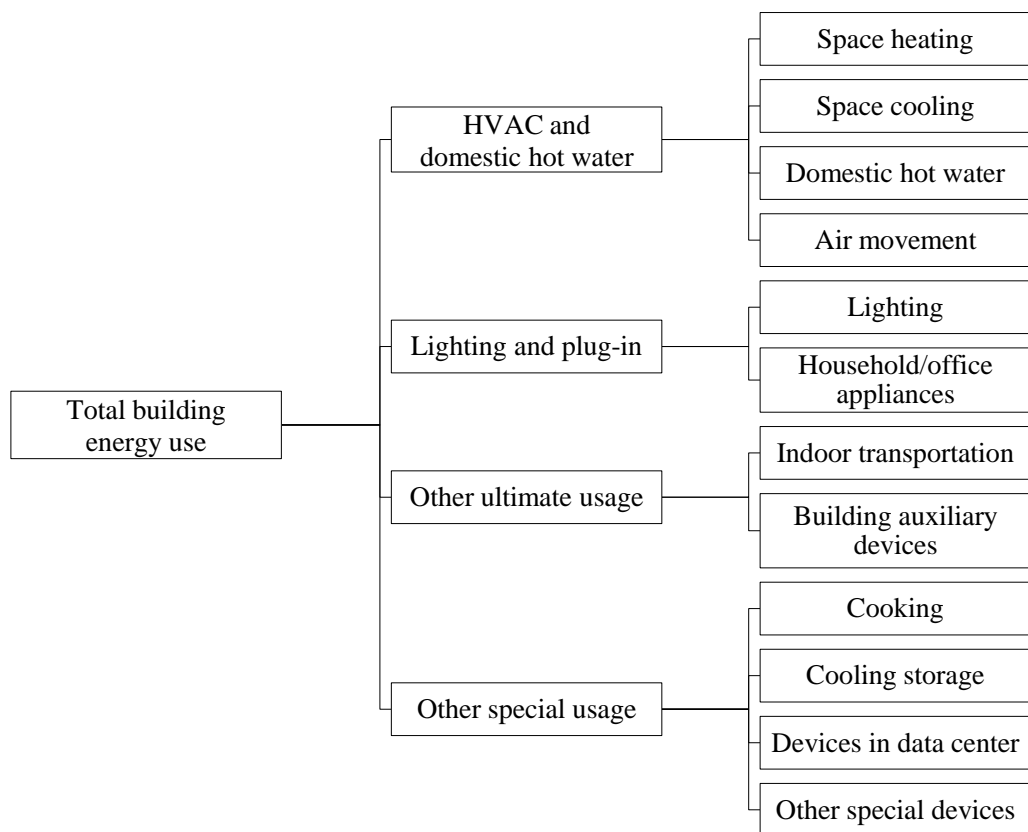 Space heating
Space cooling
HVAC and
domestic hot water
Domestic hot water
Air movement
Lighting
Lighting and plug-in
Household/office
appliances
Total building
energy use
Indoor transportation
Other ultimate usage
Building auxiliary
devices
Cooking
Cooling storage
Other special usage
Devices in data center
Other special devices